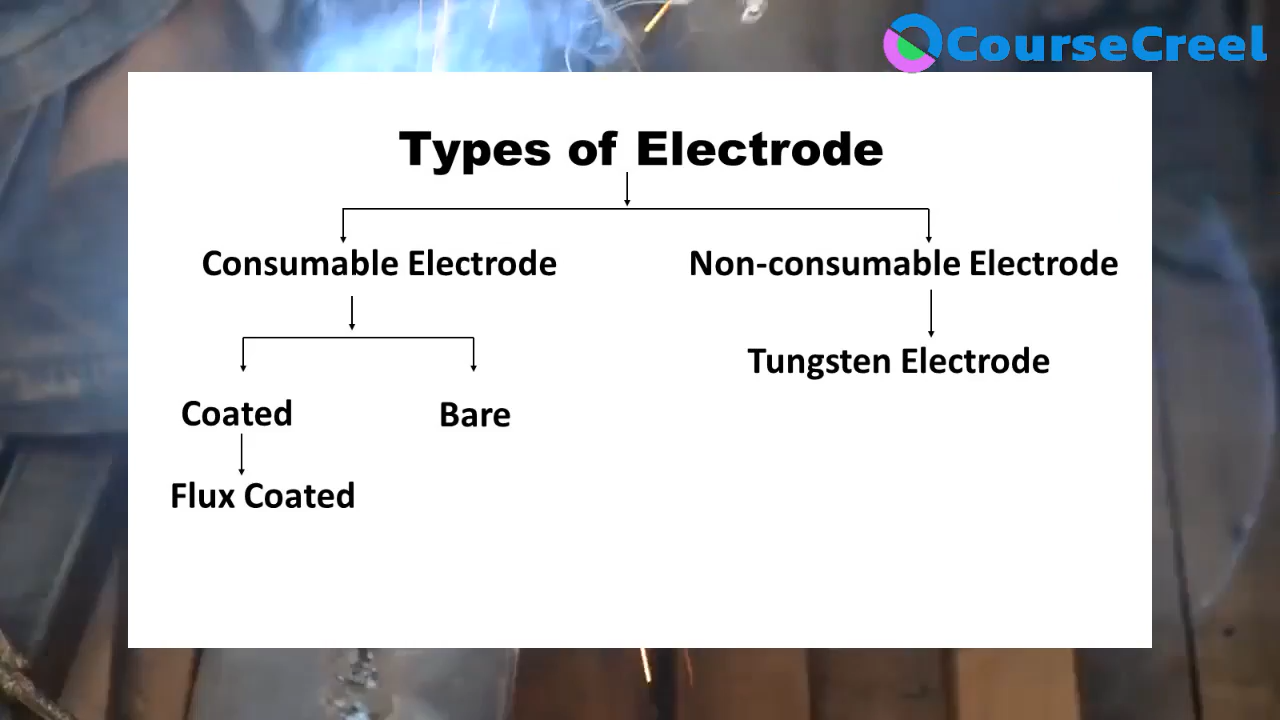 CourseCreel
Types of Electrode
Consumable Electrode
Non-consumable Electrode
Tungsten Electrode
Coated
Bare
Flux Coated